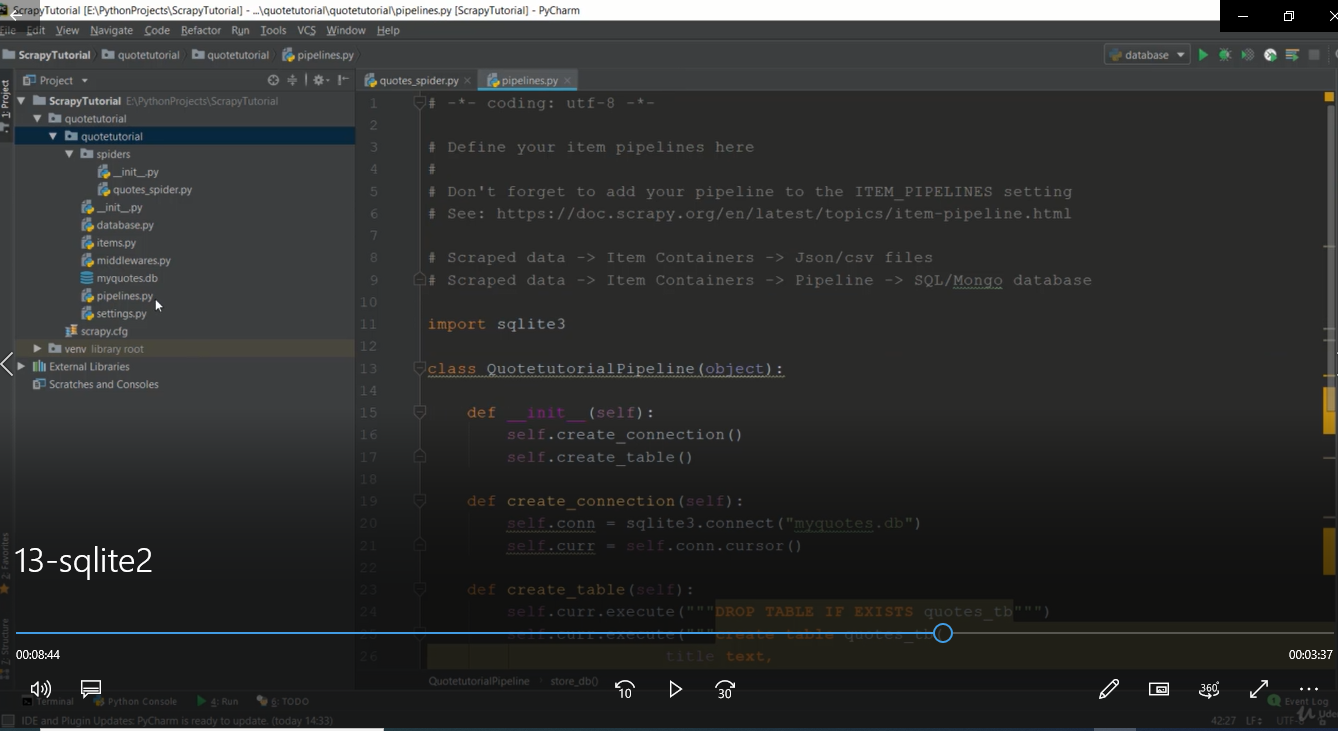 ScrapyTutorial [E:\PythonProjects\ScrapyTutorial] - ...\quotetutorial\quotetutorial\pipelines.py [ScrapyTutorial] - PyCharm
File Edit View Navigate Code Refactor Run Tools VCS Window Help
ScrapyTutorial quotetutorial quotetutorial pipelines.py database
1: Project
Project
quotes_spider.py pipelines.py
ScrapyTutorial E:\PythonProjects\ScrapyTutorial
quotetutorial
quotetutorial
spiders
__init__.py
quotes_spider.py
__init__.py
database.py
items.py
middlewares.py
myquotes.db
pipelines.py
settings.py
scrapy.cfg
venv library root
External Libraries
Scratches and Consoles
1 # -*- coding: utf-8 -*-
2
3 # Define your item pipelines here
4 #
5 # Don't forget to add your pipeline to the ITEM_PIPELINES setting
6 # See: https://doc.scrapy.org/en/latest/topics/item-pipeline.html
7
8 # Scraped data -> Item Containers -> Json/csv files
9 # Scraped data -> Item Containers -> Pipeline -> SQL/Mongo database
10
11 import sqlite3
12
13 class QuotetutorialPipeline(object):
14
15 def __init__(self):
16 self.create_connection()
17 self.create_table()
18
19 def create_connection(self):
20 self.conn = sqlite3.connect("myquotes.db")
21 self.curr = self.conn.cursor()
22
23 def create_table(self):
24 self.curr.execute("""DROP TABLE IF EXISTS quotes_tb""")
self.curr.execute("""create table quotes_tb(
26 title text,
QuotetutorialPipeline store_db()
2: Favorites
Z: Structure
13-sqlite2
00:08:44
00:03:37
10
30
360
Terminal Python Console 4: Run 6: TODO Event Log
IDE and Plugin Updates: PyCharm is ready to update. (today 14:33) 42:27 LF: UTF-8